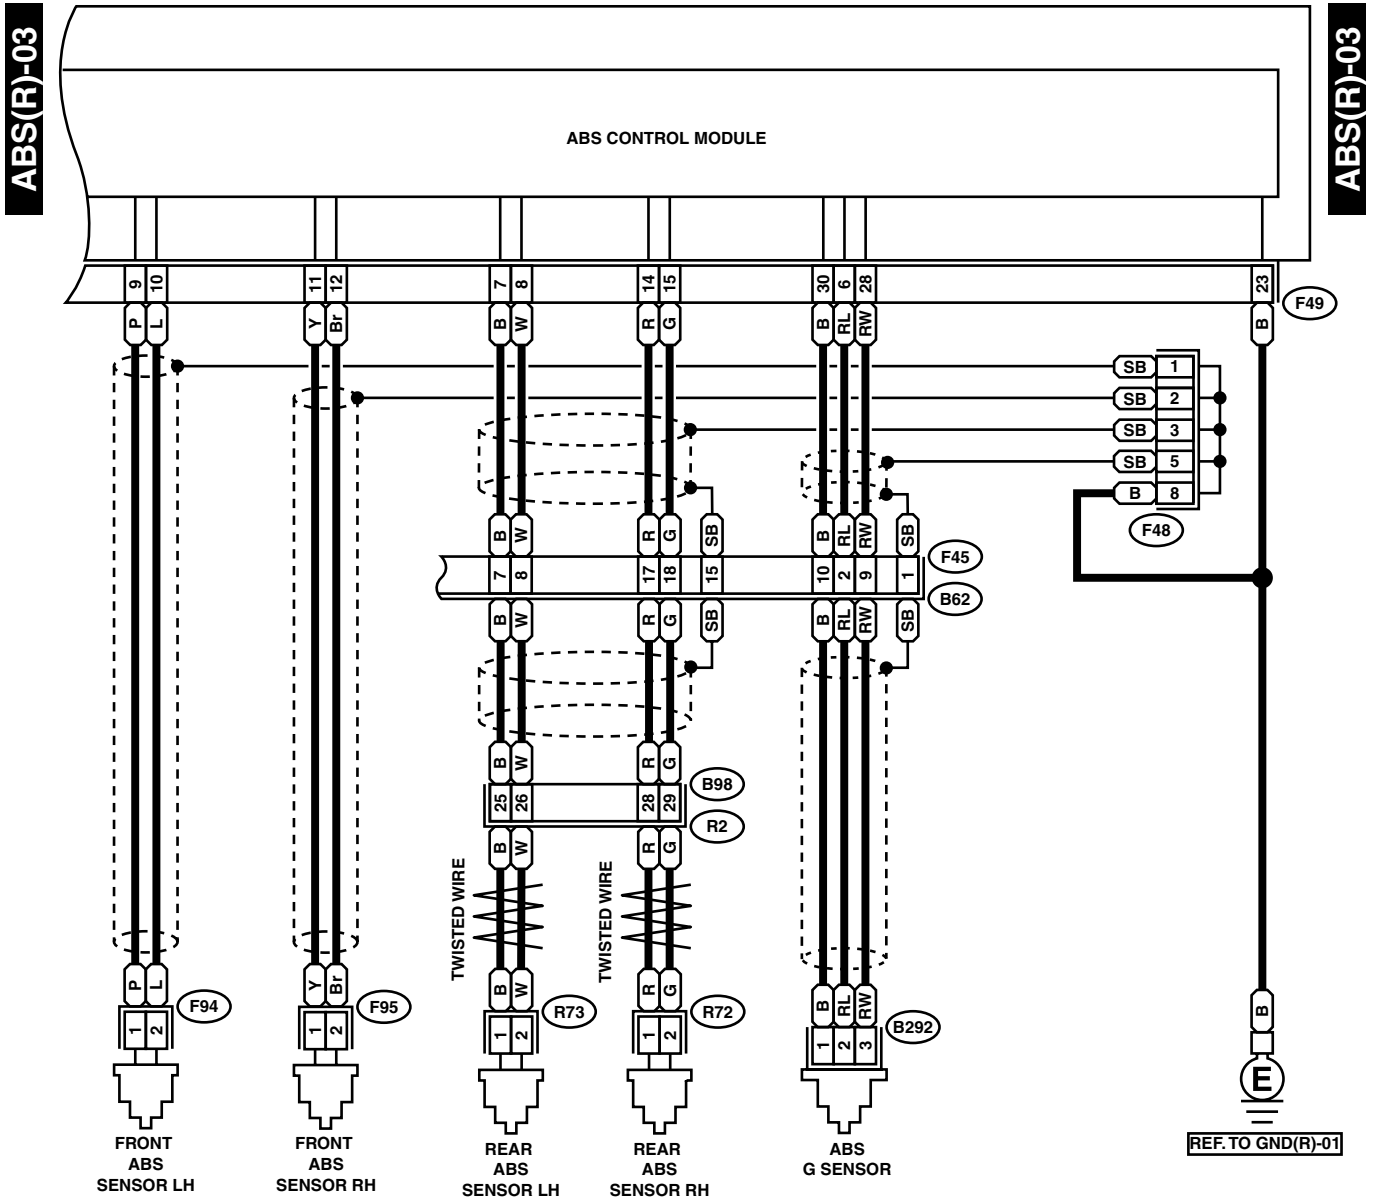 ABS(R)-03
ABS(R)-03
ABS CONTROL MODULE
9 10 11 12 7 8 14 15 30 6 28 23
F49
P L Y Br B W R G B RL RW B
SB 1
SB 2
SB 3
SB 5
B 8
F48
B W R G SB B RL RW SB
F45
7 8 17 18 15 10 2 9 1
B62
B W R G SB B RL RW SB
B W R G
B98
25 26 28 29
R2
B W R G
TWISTED WIRE
TWISTED WIRE
P L Y Br B W R G B RL RW B
F94
F95
R73
R72
B292
1 2 1 2 1 2 1 2 1 2 3
E
REF. TO GND(R)-01
FRONT
ABS
SENSOR LH
FRONT
ABS
SENSOR RH
REAR
ABS
SENSOR LH
REAR
ABS
SENSOR RH
ABS
G SENSOR